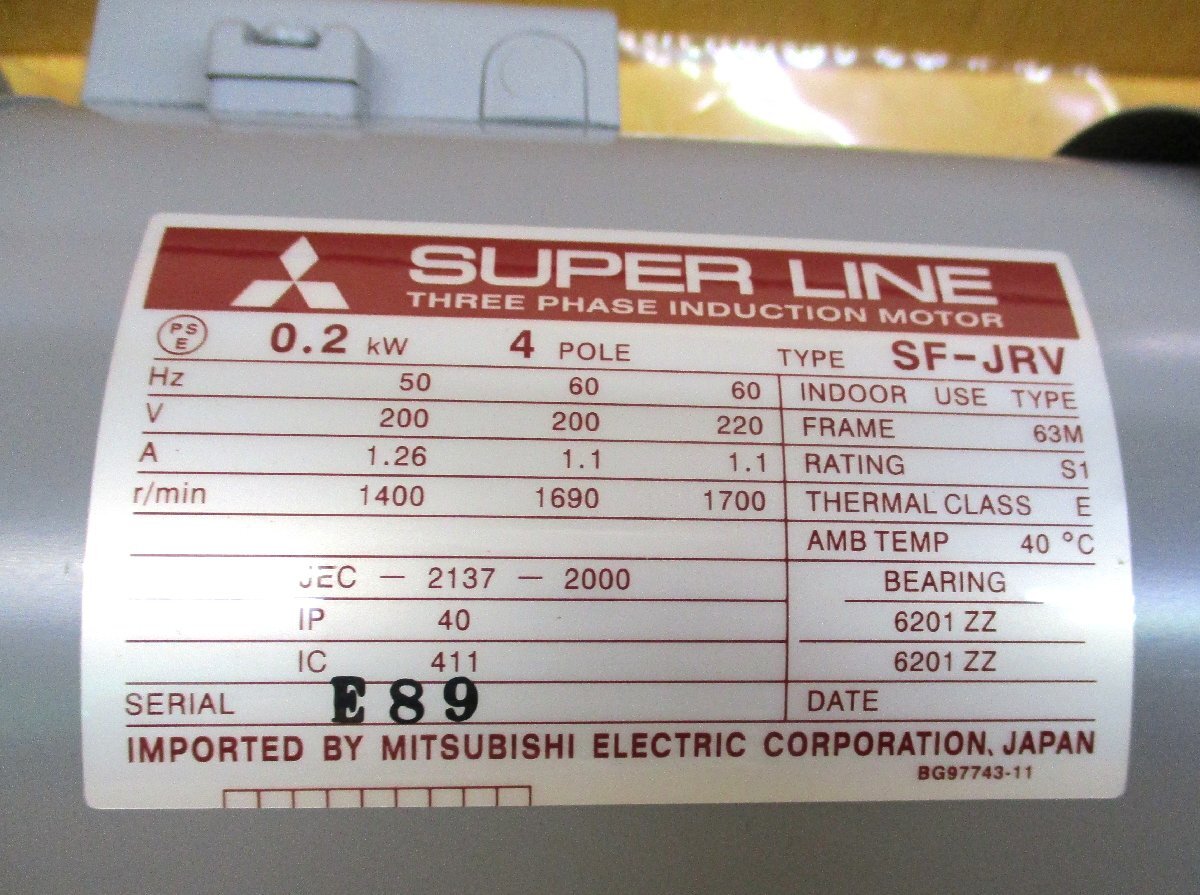 SUPER LINE
THREE PHASE INDUCTION MOTOR
PS E 0.2 kW 4 POLE TYPE SF-JRV
Hz 50 60 60 INDOOR USE TYPE
V 200 200 220 FRAME 63M
A 1.26 1.1 1.1 RATING S1
r/min 1400 1690 1700 THERMAL CLASS E
AMB TEMP 40 °C
JEC - 2137 - 2000 BEARING
IP 40 6201 ZZ
IC 411 6201 ZZ
SERIAL E89 DATE
IMPORTED BY MITSUBISHI ELECTRIC CORPORATION, JAPAN
BG97743-11